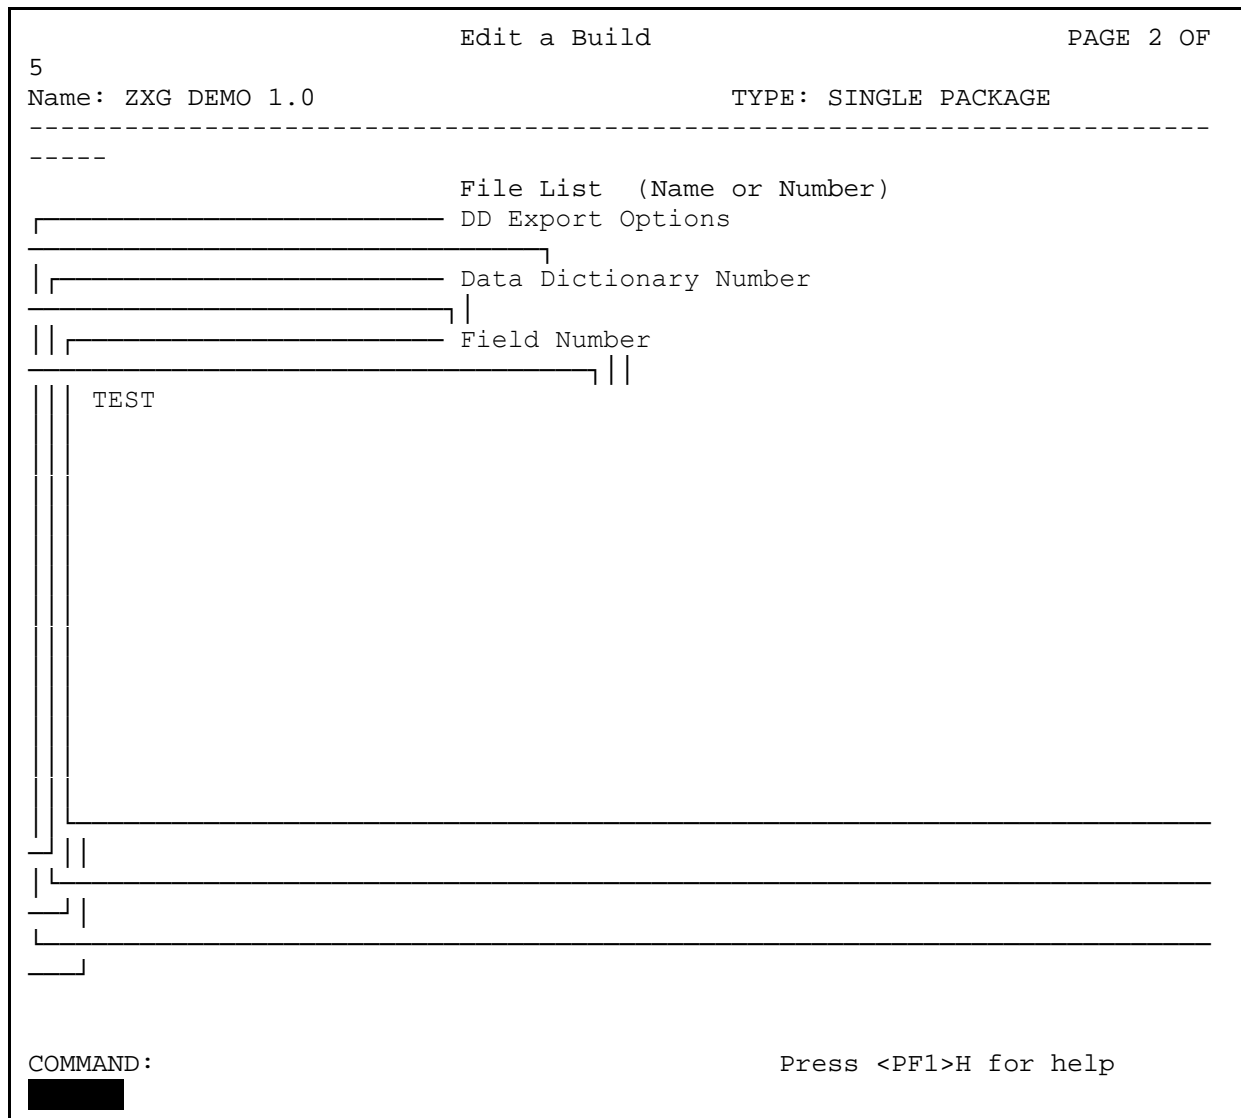 Edit a Build PAGE 2 OF
5
Name: ZXG DEMO 1.0 TYPE: SINGLE PACKAGE
--------------------------------------------------------------------------
-----
File List (Name or Number)
DD Export Options
Data Dictionary Number
Field Number
TEST
COMMAND: Press <PF1>H for help